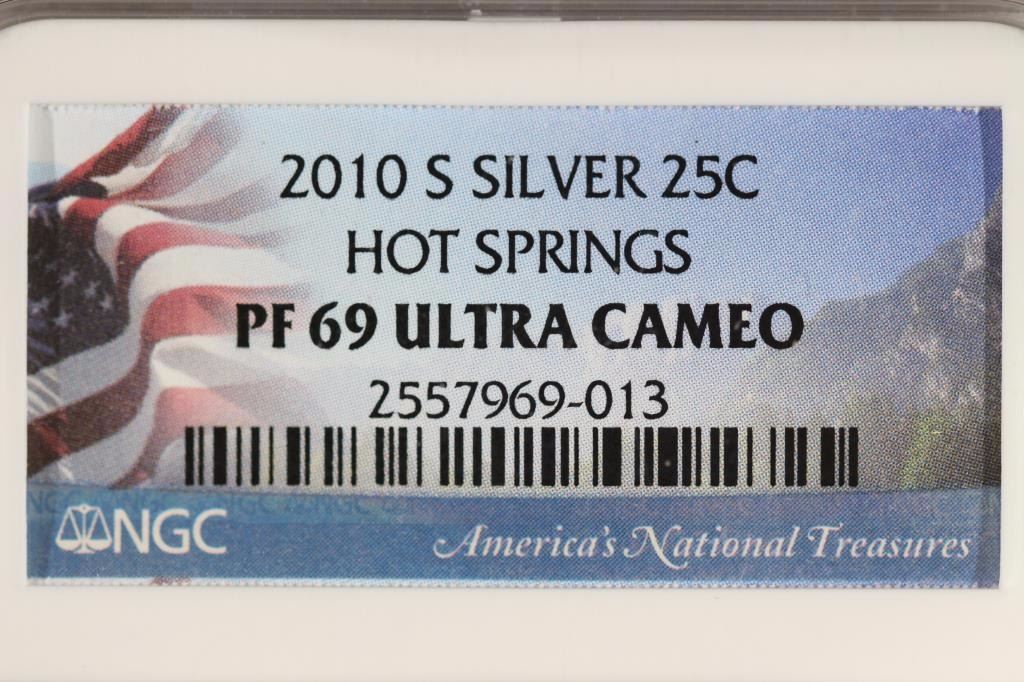 2010 S SILVER 25C
HOT SPRINGS
PF 69 ULTRA CAMEO
2557969-013
NGC America's National Treasures